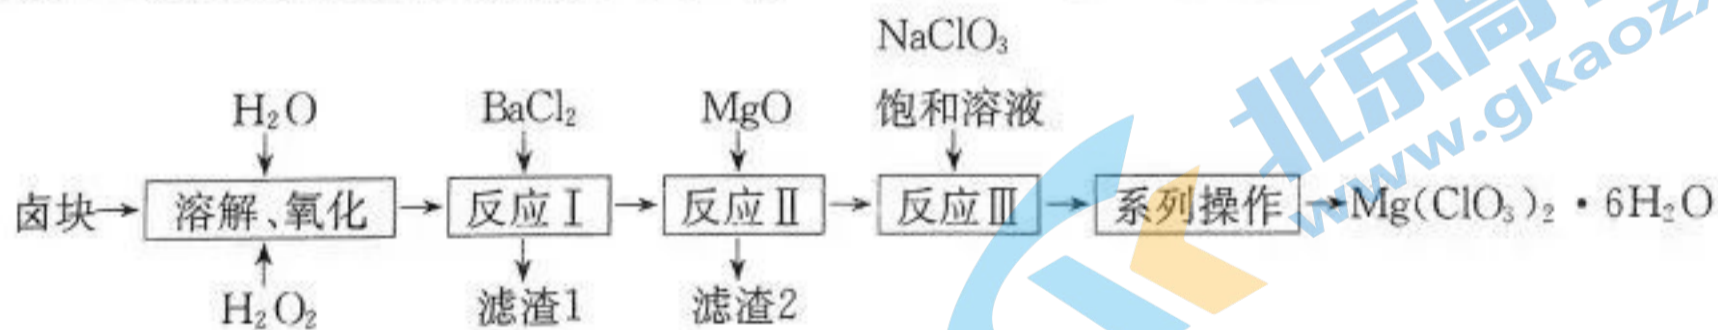 NaClO₃
H₂O BaCl₂ MgO 饱和溶液
卤块 溶解、氧化 反应Ⅰ 反应Ⅱ 反应Ⅲ 系列操作 Mg(ClO₃)₂·6H₂O
H₂O₂ 滤渣1 滤渣2
北京高
www.gkaoz